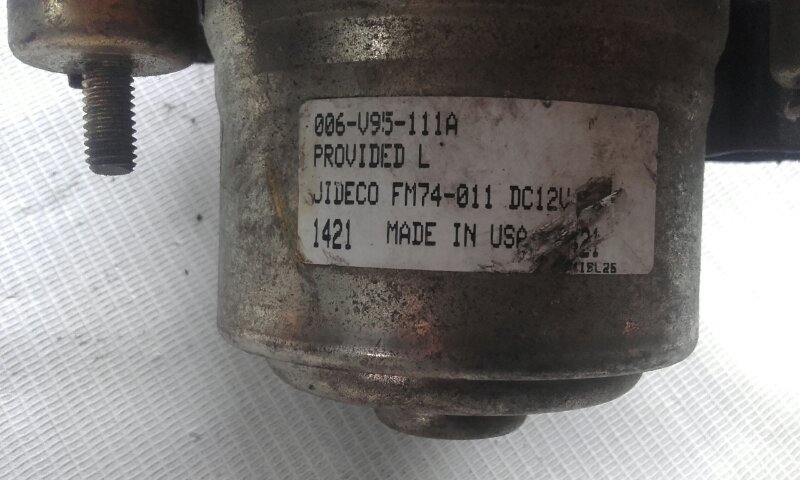 006-V95-111A
PROVIDED L
JIDECO FM74-011 DC12V
1421 MADE IN USA